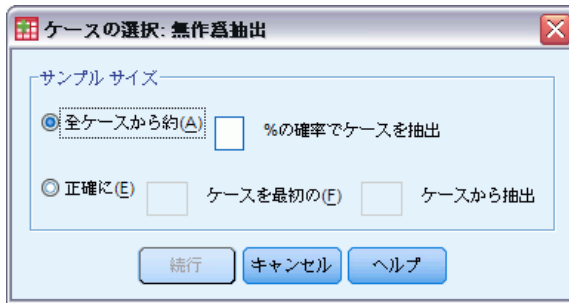 ケースの選択: 無作爲抽出
サンプル サイズ
全ケースから約(A) %の確率でケースを抽出
正確に(E) ケースを最初の(F) ケースから抽出
続行 キャンセル ヘルプ